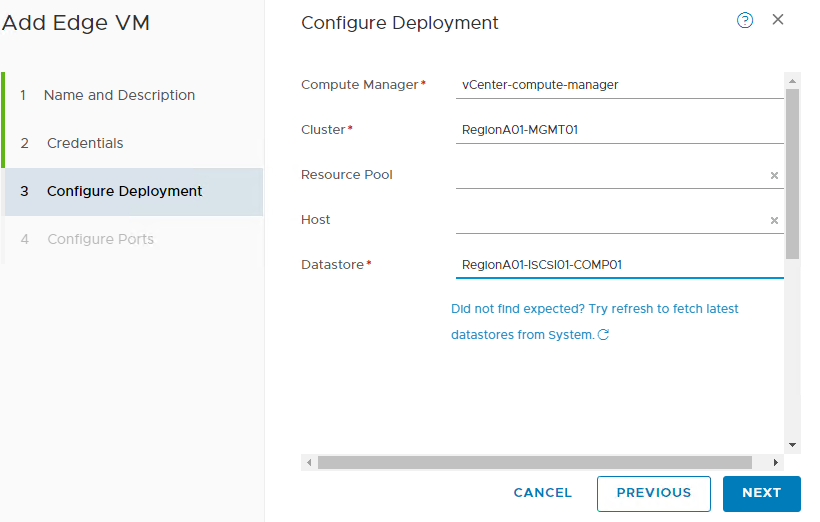 Add Edge VM
1 Name and Description
2 Credentials
3 Configure Deployment
4 Configure Ports
Configure Deployment
Compute Manager* vCenter-compute-manager
Cluster* RegionA01-MGMT01
Resource Pool
Host
Datastore* RegionA01-ISCSI01-COMP01
Did not find expected? Try refresh to fetch latest
datastores from System.
CANCEL PREVIOUS NEXT